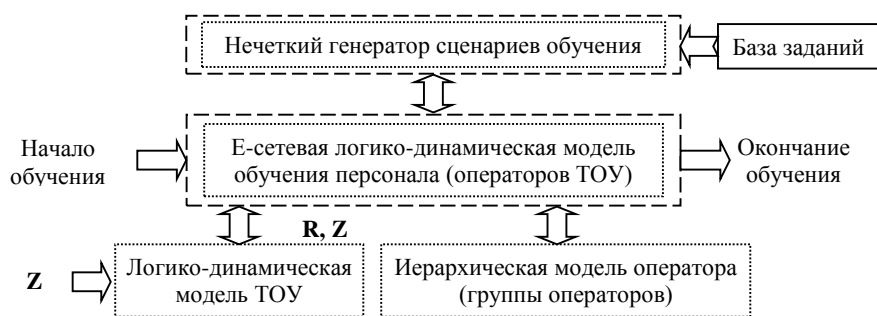 Нечеткий генератор сценариев обучения
База заданий
Начало
обучения
Е-сетевая логико-динамическая модель
обучения персонала (операторов ТОУ)
Окончание
обучения
R, Z
Z
Логико-динамическая
модель ТОУ
Иерархическая модель оператора
(группы операторов)